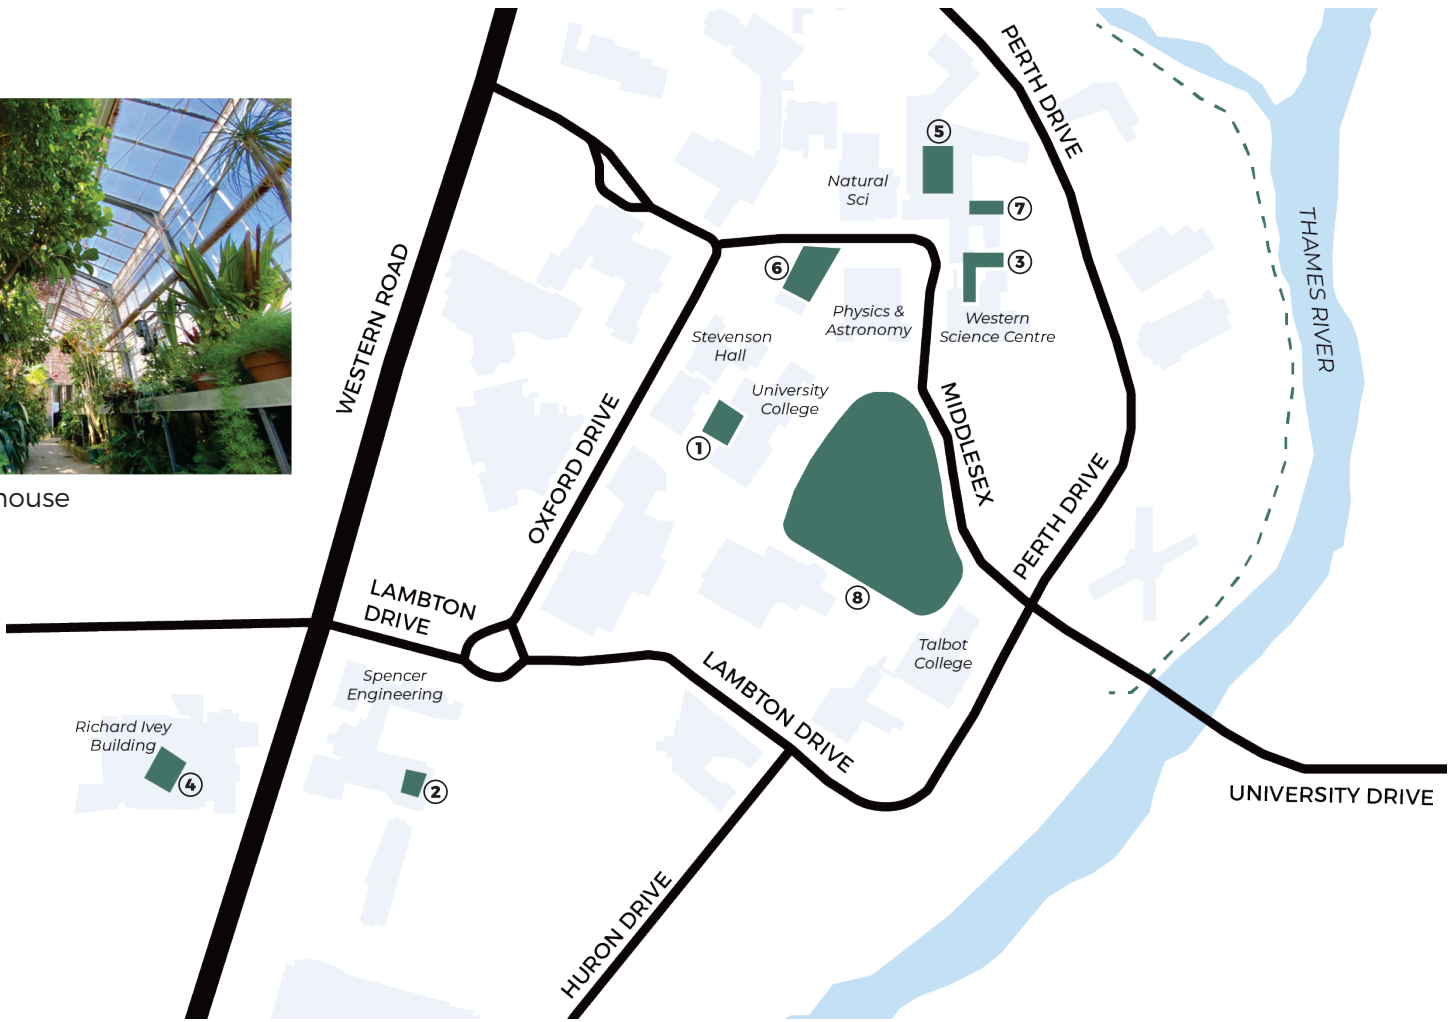 PERTH DRIVE
5
Natural
Sci
7
THAMES RIVER
6
3
WESTERN ROAD
Physics &
Astronomy
Western
Science Centre
Stevenson
Hall
University
College
1
MIDDLESEX
OXFORD DRIVE
house
PERTH DRIVE
LAMBTON
DRIVE
8
Talbot
College
Spencer
Engineering
LAMBTON DRIVE
Richard Ivey
Building
4
2
UNIVERSITY DRIVE
HURON DRIVE